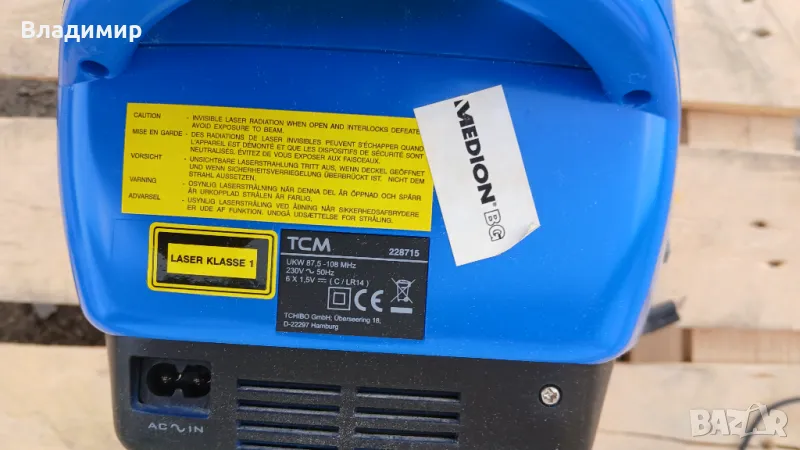 Владимир
CAUTION - INVISIBLE LASER RADIATION WHEN OPEN AND INTERLOCKS DEFEATE
AVOID EXPOSURE TO BEAM.
MISE EN GARDE - DES RADIATIONS DE LASER INVISIBLES PEUVENT S'ÉCHAPPER QUAND
L'APPAREIL EST DÉMONTÉ ET QUE LES DISPOSITIFS DE SÉCURITÉ SONT
NEUTRALISÉS, ÉVITEZ DE VOUS EXPOSER AUX FAISCEAUX.
VORSICHT - UNSICHTBARE LASERSTRAHLUNG TRITT AUS, WENN DECKEL GEÖFFNET
UND WENN SICHERHEITSVERRIEGELUNG ÜBERBRÜCKT IST. NICHT DEM
STRAHL AUSSETZEN.
VARNING - OSYNLIG LASERSTRÅLNING NÄR DENNA DEL ÄR ÖPPNAD OCH SPÄRR
ÄR URKOPPLAD STRÅLEN ÄR FARLIG.
ADVARSEL - USYNLIG LASERSTRÅLING VED ÅBNING NÅR SIKKERHEDSAFBRYDERE
ER UDE AF FUNKTION. UNDGÅ UDSÆTTELSE FOR STRÅLING.
MEDION BG
LASER KLASSE 1
TCM 228715
UKW 87,5 -108 MHz
230V ~ 50Hz
6 X 1,5V ⎓ ( C / LR14 )
CE
TCHIBO GmbH; Überseering 18,
D-22297 Hamburg
AC ~ IN
BAZAR